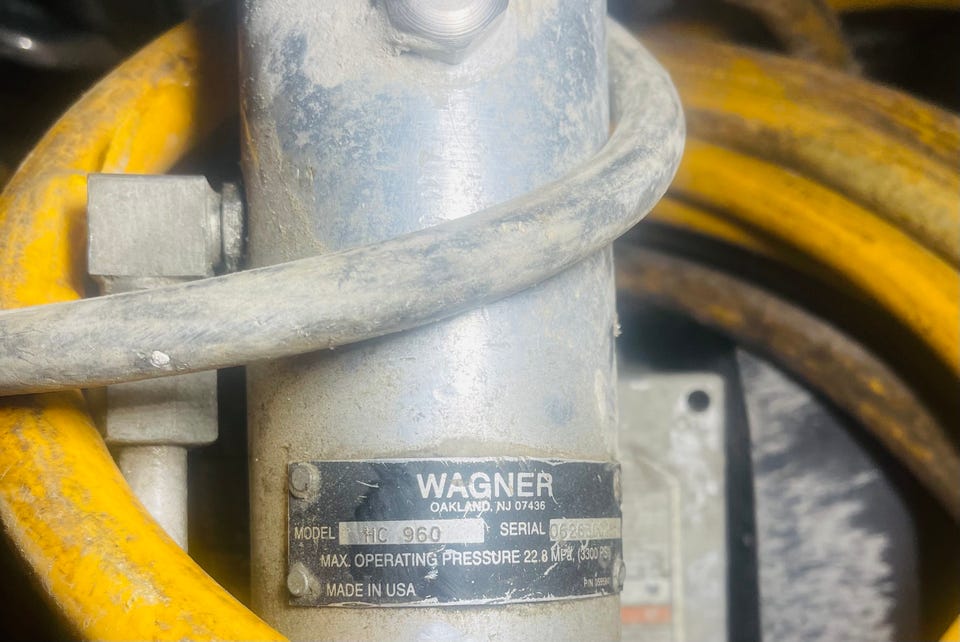 WAGNER
OAKLAND, NJ 07436
MODEL HC 960 SERIAL
MAX. OPERATING PRESSURE 22.8 MPa, (3300 PSI)
MADE IN USA P/N